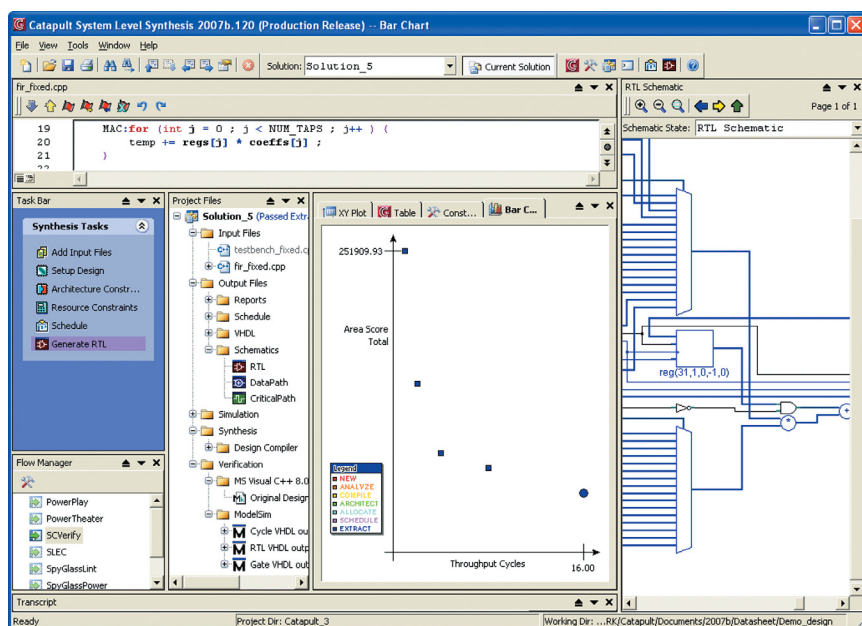 Catapult System Level Synthesis 2007b.120 (Production Release) -- Bar Chart
File View Tools Window Help
Solution: Solution_5 Current Solution
fir_fixed.cpp
19 MAC:for (int j = 0 ; j < NUM_TAPS ; j++ ) {
20 temp += regs[j] * coeffs[j] ;
21 }
RTL Schematic
Page 1 of 1
Schematic State: RTL Schematic
reg(31,1,0,-1,0)
Task Bar
Synthesis Tasks
Add Input Files
Setup Design
Architecture Constr...
Resource Constraints
Schedule
Generate RTL
Project Files
Solution_5 (Passed Extr
Input Files
testbench_fixed.c
fir_fixed.cpp
Output Files
Reports
Schedule
VHDL
Schematics
RTL
DataPath
CriticalPath
Simulation
Synthesis
Design Compiler
Verification
MS Visual C++ 8.0
Original Design
ModelSim
Cycle VHDL ou
RTL VHDL outp
Gate VHDL out
XY Plot Table Const... Bar C...
251909.93
Area Score
Total
Legend
NEW
ANALYZE
COMPILE
ARCHITECT
ALLOCATE
SCHEDULE
EXTRACT
Throughput Cycles
16.00
Flow Manager
PowerPlay
PowerTheater
SCVerify
SLEC
SpyGlassLint
SpyGlassPower
Transcript
Ready Project Dir: Catapult_3 Working Dir: ...RK/Catapult/Documents/2007b/Datasheet/Demo_design